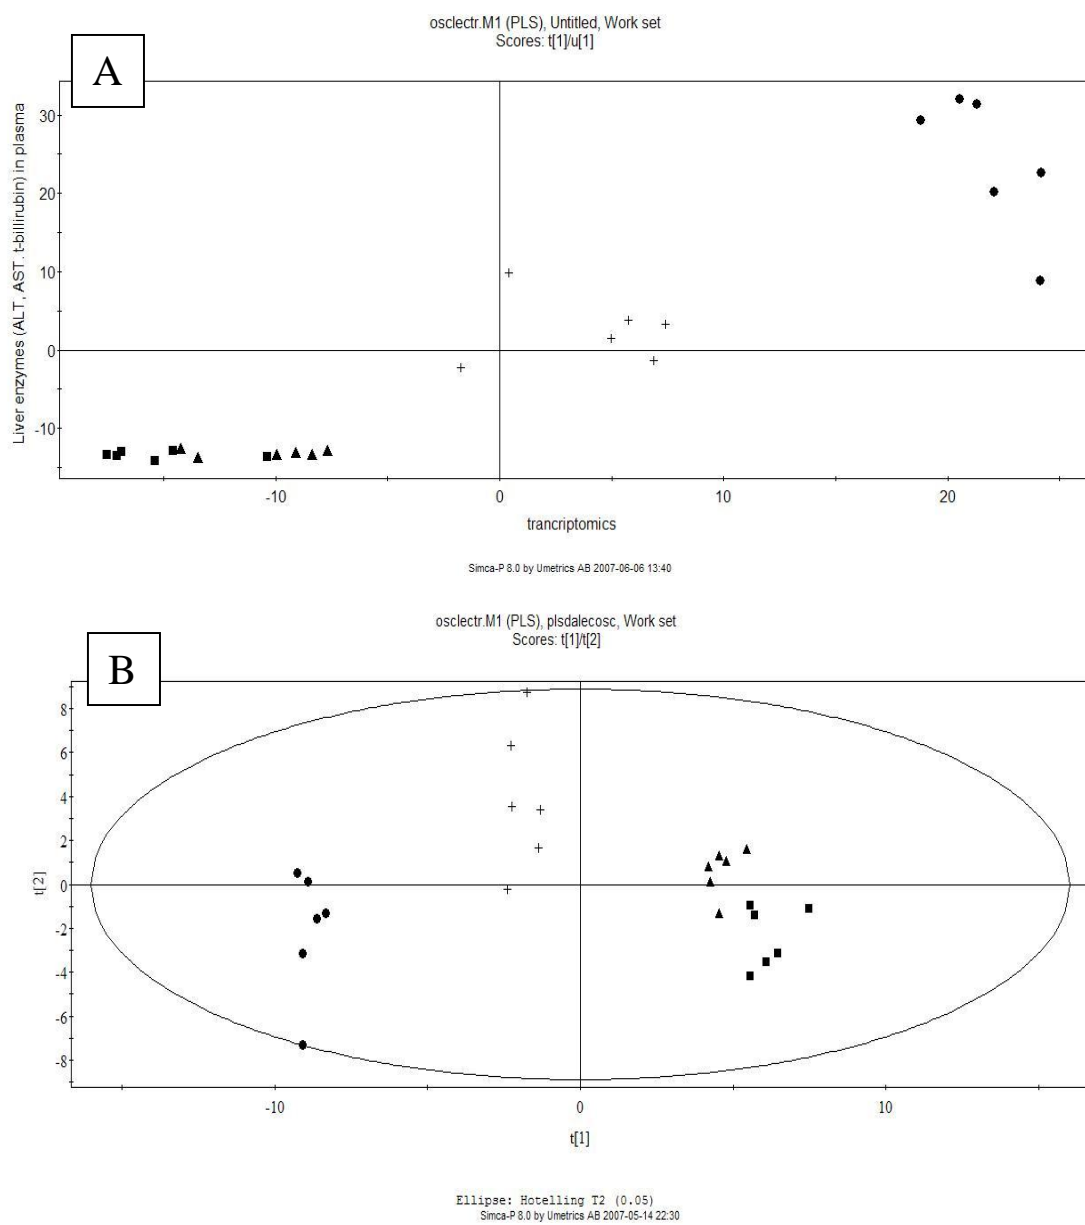 osclectr.M1 (PLS), Untitled, Work set
Scores: t[1]/u[1]
A
Liver enzymes (ALT, AST. t-billirubin) in plasma
30
20
10
0
-10
-10
0
10
20
trancriptomics
Simca-P 8.0 by Umetrics AB 2007-06-06 13:40
osclectr.M1 (PLS), plsdalecosc, Work set
Scores: t[1]/t[2]
B
t[2]
8
6
4
2
0
-2
-4
-6
-8
-10
0
10
t[1]
Ellipse: Hotelling T2 (0.05)
Simca-P 8.0 by Umetrics AB 2007-05-14 22:30